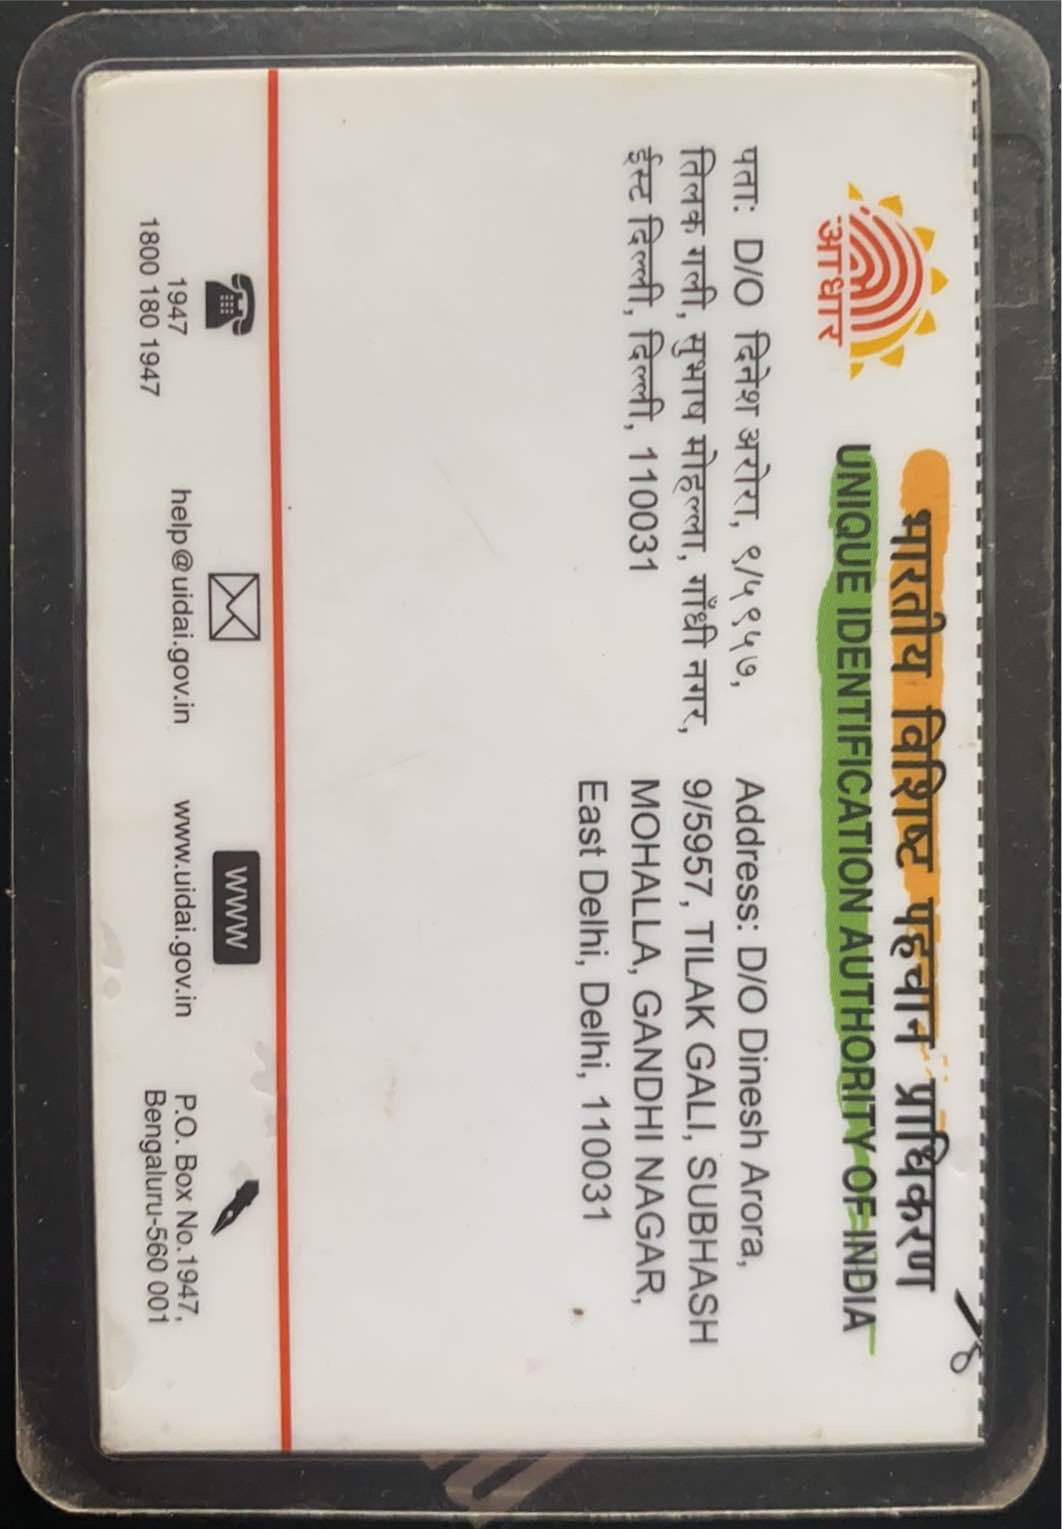 भारतीय विशिष्ट पहचान प्राधिकरण
UNIQUE IDENTIFICATION AUTHORITY OF INDIA
आधार
पता: D/O दिनेश अरोरा, ९/५९५७,
तिलक गली, सुभाष मोहल्ला, गाँधी नगर,
ईस्ट दिल्ली, दिल्ली, 110031
Address: D/O Dinesh Arora,
9/5957, TILAK GALI, SUBHASH
MOHALLA, GANDHI NAGAR,
East Delhi, Delhi, 110031
1947
1800 180 1947
help@uidai.gov.in
WWW
www.uidai.gov.in
P.O. Box No.1947,
Bengaluru-560 001